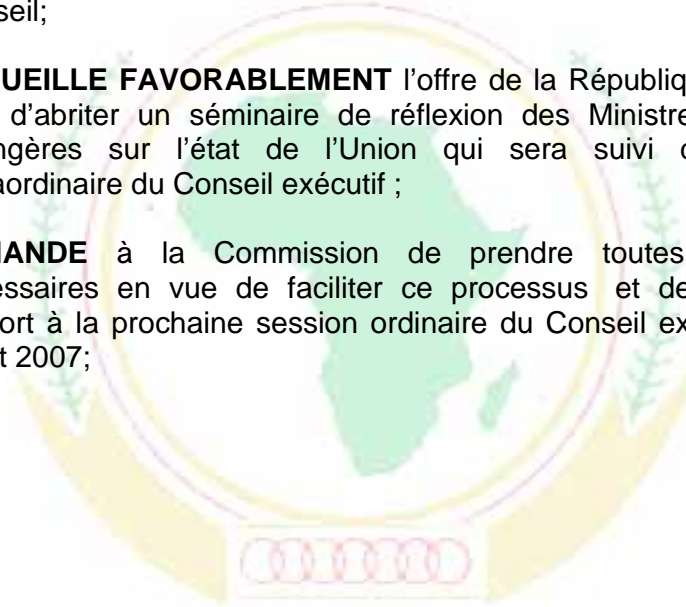 seil;
UEILLE FAVORABLEMENT l’offre de la Républiq
d’abriter un séminaire de réflexion des Ministre
ngères sur l’état de l’Union qui sera suivi
aordinaire du Conseil exécutif ;
ANDE à la Commission de prendre toutes
essaires en vue de faciliter ce processus et de
ort à la prochaine session ordinaire du Conseil ex
t 2007;